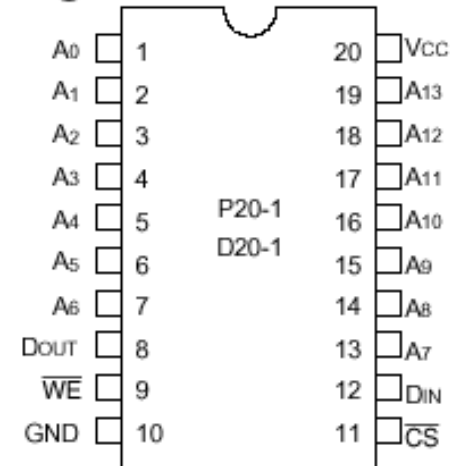 A0 1 20 VCC
A1 2 19 A13
A2 3 18 A12
A3 4 17 A11
A4 5 P20-1 16 A10
D20-1
A5 6 15 A9
A6 7 14 A8
DOUT 8 13 A7
W̅E̅ 9 12 DIN
GND 10 11 C̅S̅